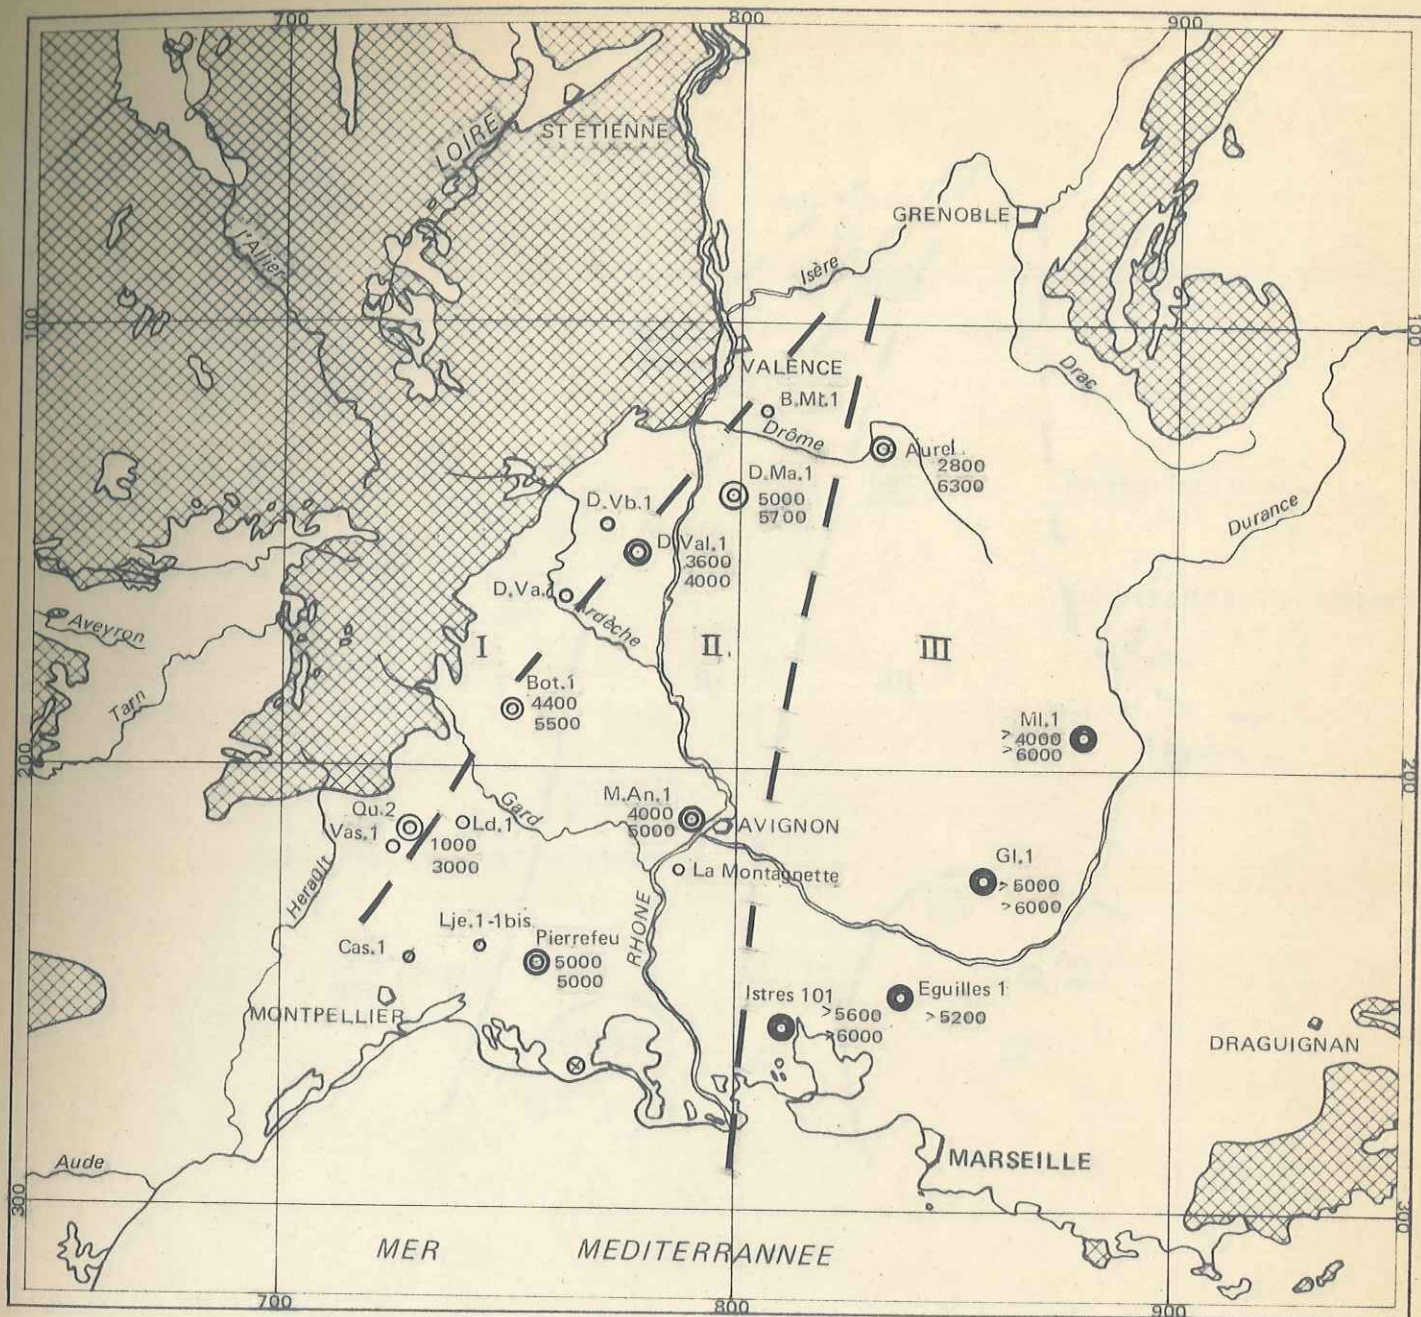 700
800
900
LOIRE
ST ETIENNE
l'Allier
GRENOBLE
Isère
100
100
VALENCE
Drac
B.Mt.1
Drôme
Aurel
2800
6300
D.Ma.1
5000
5700
D.Vb.1
Durance
D.Val.1
3600
4000
D.Va.
Ardèche
Aveyron
I
II.
III
Tarn
Bot.1
4400
5500
Ml.1
>4000
>6000
200
200
Gard
M.An.1
4000
5000
AVIGNON
Qu.2
Vas.1
Ld.1
1000
3000
Gl.1
>5000
>6000
La Montagnette
Herault
RHONE
Lje.1-1bis
Cas.1
Pierrefeu
5000
5000
Istres 101
>5600
>6000
Eguilles 1
>5200
MONTPELLIER
DRAGUIGNAN
Aude
MARSEILLE
300
300
MER MEDITERRANNEE
700
800
900